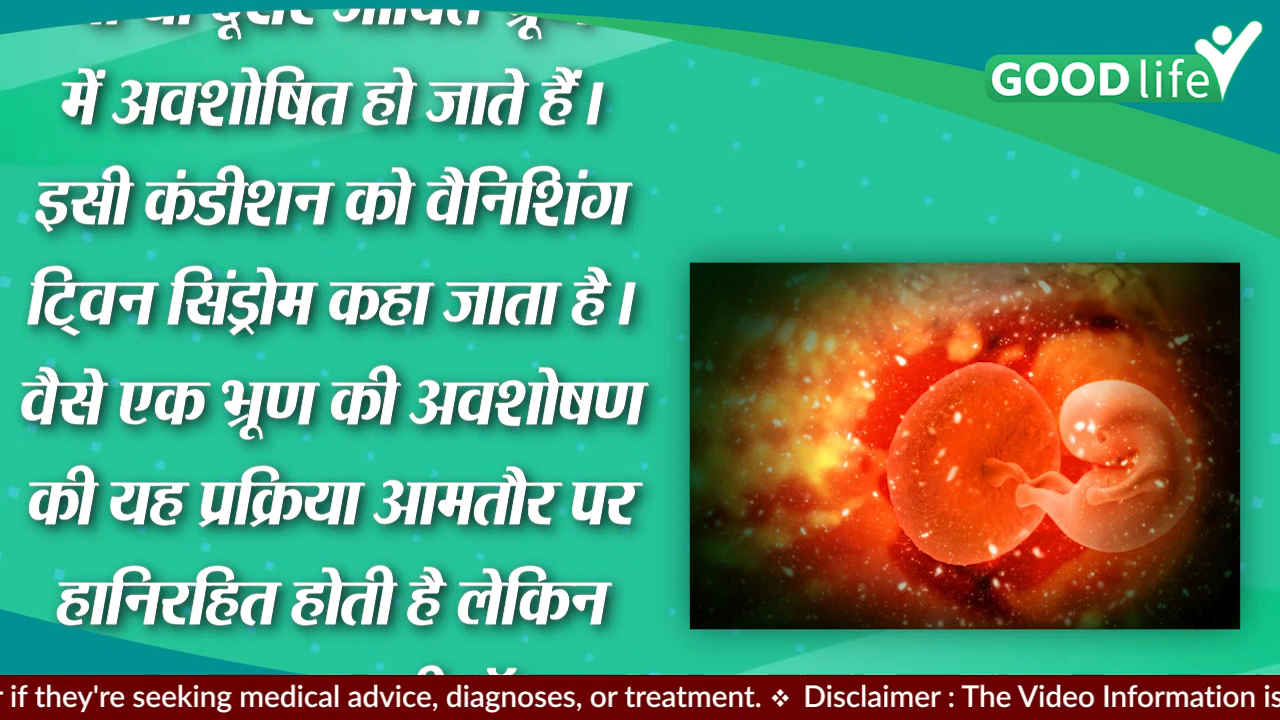 में अवशोषित हो जाते हैं।
इसी कंडीशन को वैनिशिंग
ट्विन सिंड्रोम कहा जाता है।
वैसे एक भ्रूण की अवशोषण
की यह प्रक्रिया आमतौर पर
हानिरहित होती है लेकिन
GOOD life
if they're seeking medical advice, diagnoses, or treatment. ❖ Disclaimer : The Video Information is